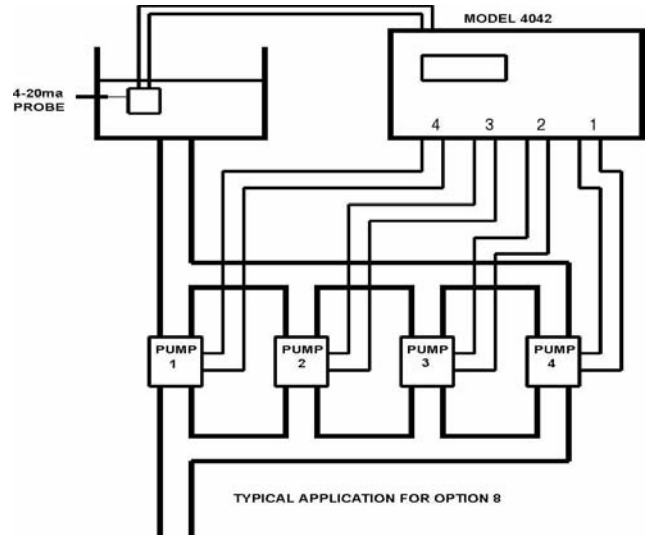 MODEL 4042
4-20ma
PROBE
4 3 2 1
PUMP
1
PUMP
2
PUMP
3
PUMP
4
TYPICAL APPLICATION FOR OPTION 8